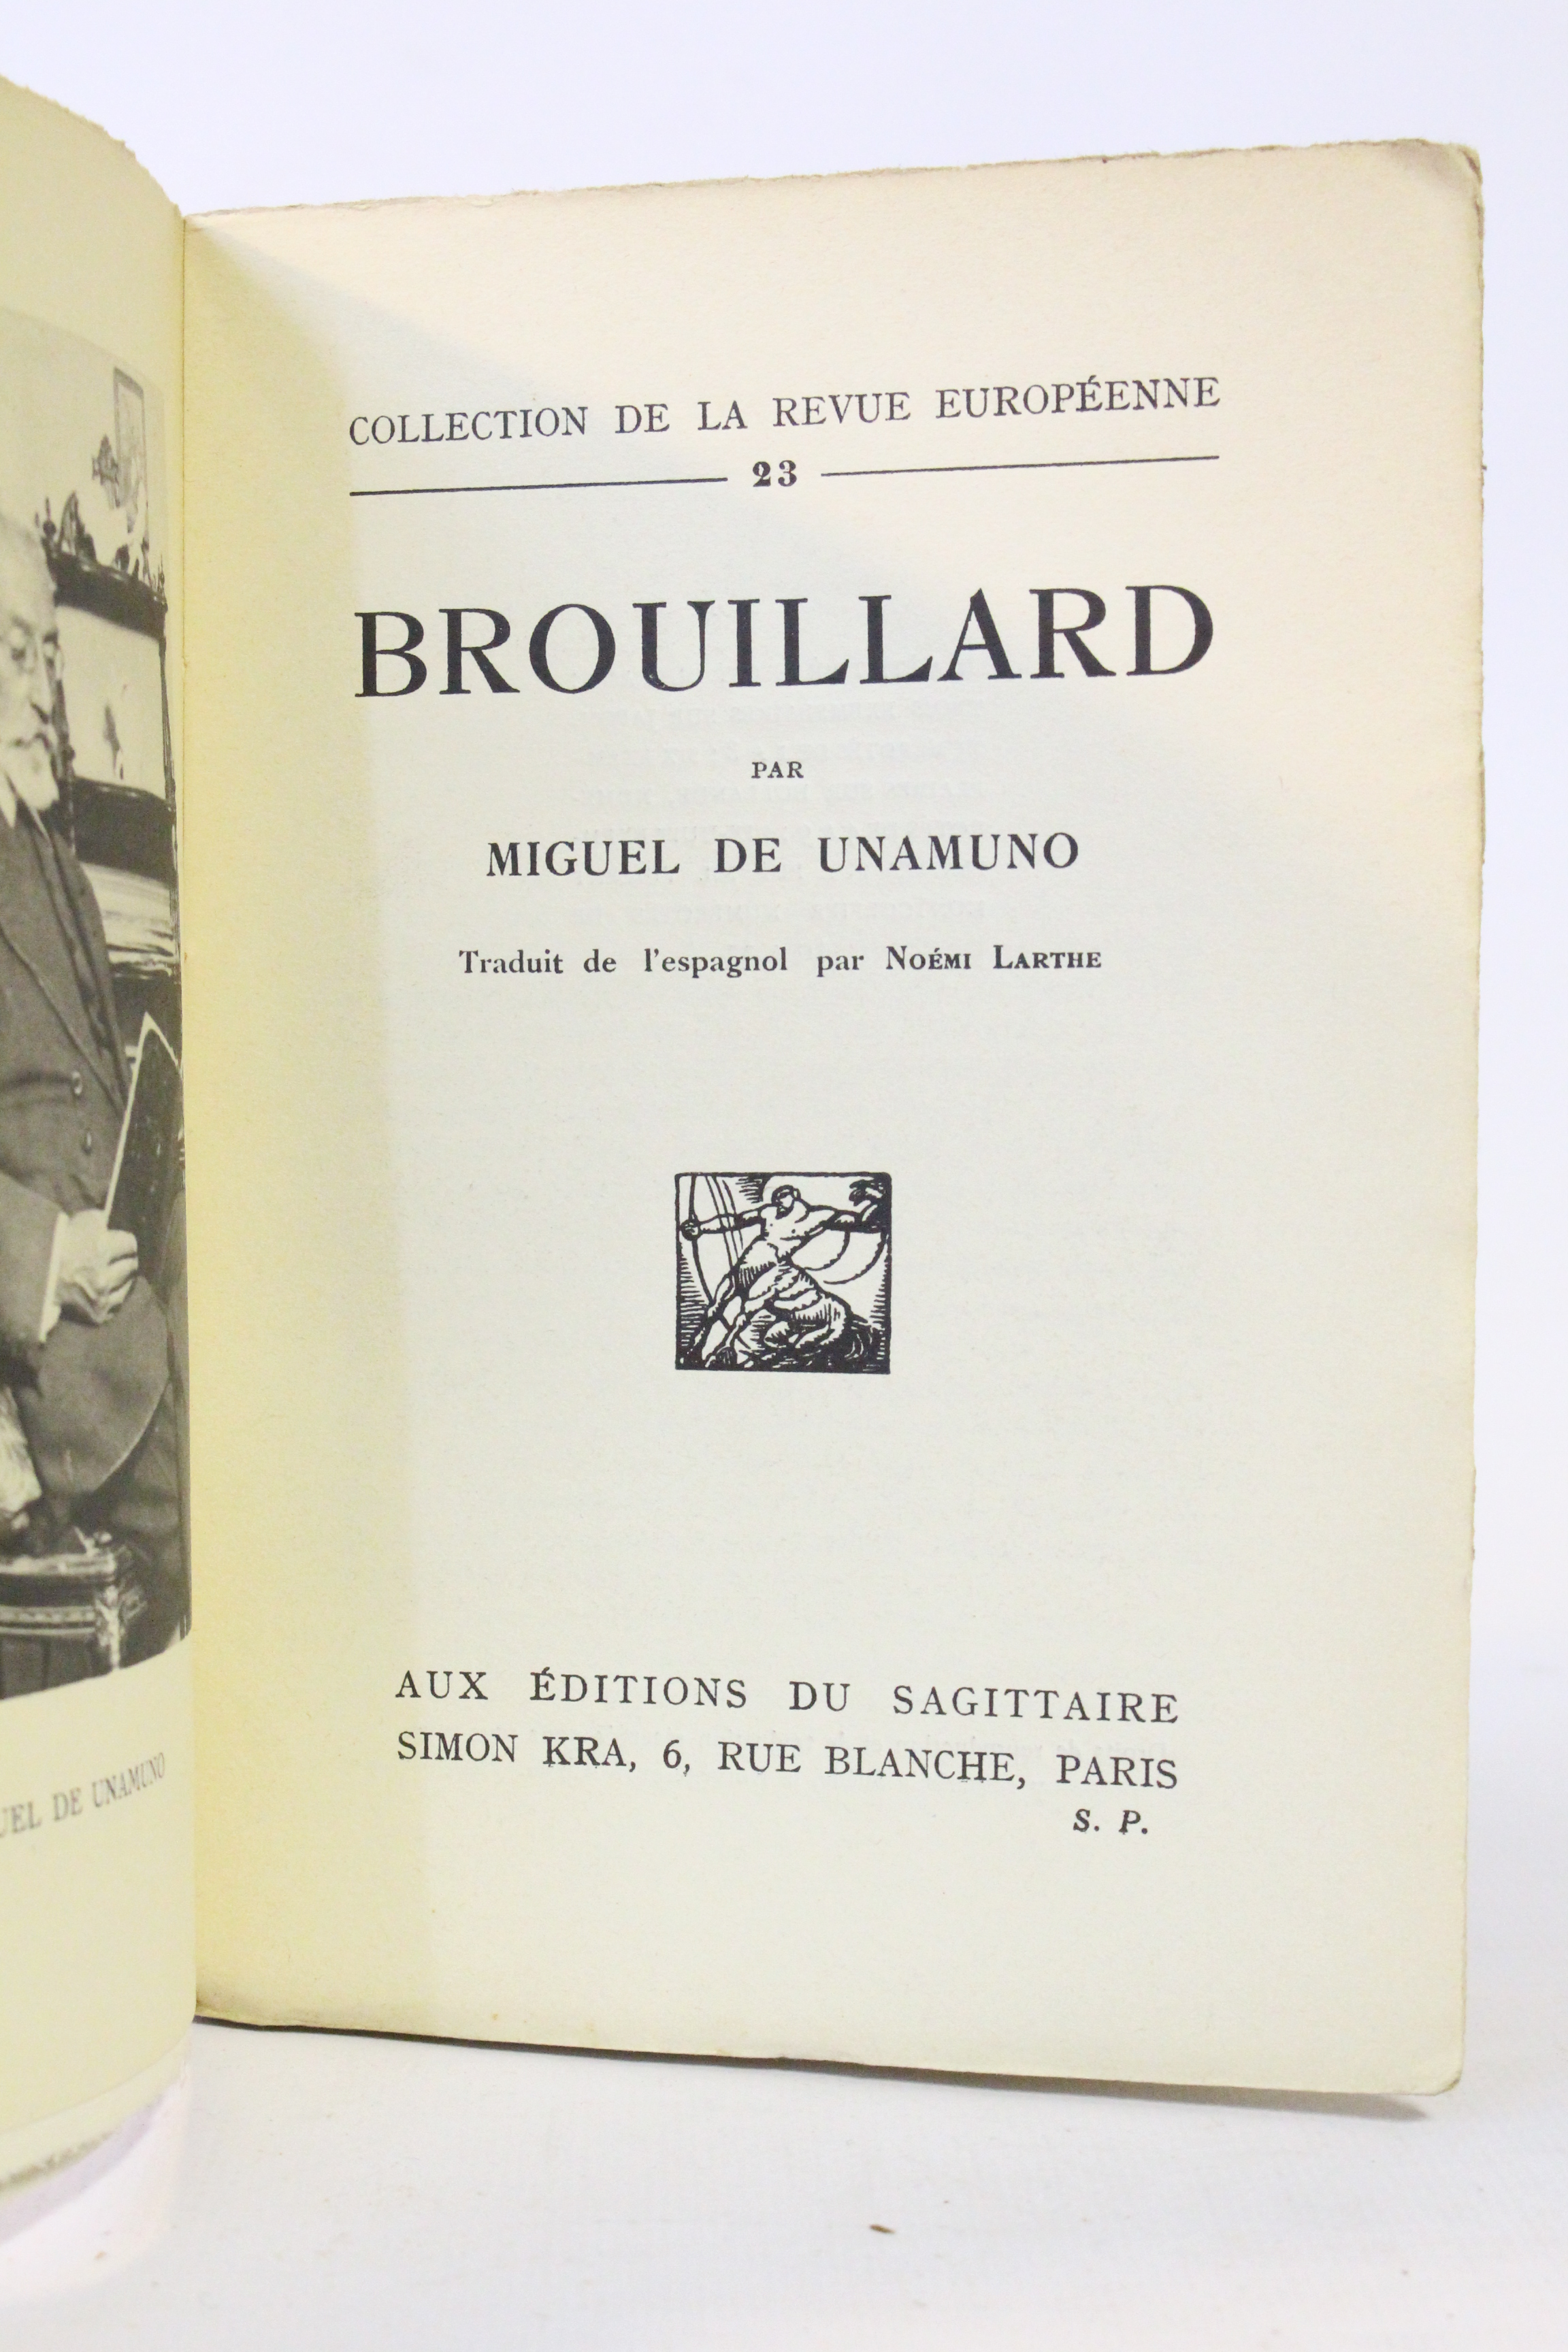 COLLECTION DE LA REVUE EUROPÉENNE
23
BROUILLARD
PAR
MIGUEL DE UNAMUNO
Traduit de l'espagnol par NOÉMI LARTHE
AUX ÉDITIONS DU SAGITTAIRE
SIMON KRA, 6, RUE BLANCHE, PARIS
S. P.
UEL DE UNAMUNO